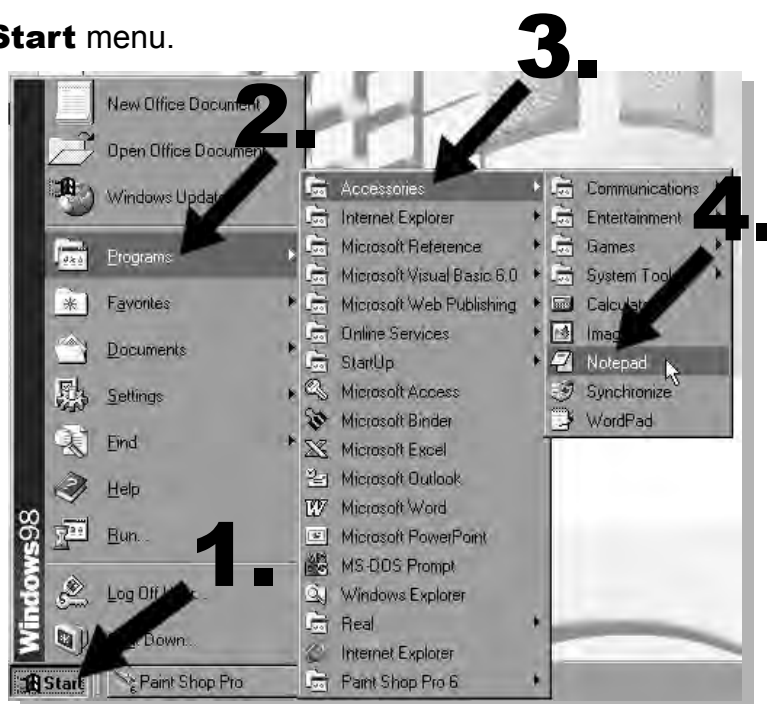 Start menu.
3.
2.
4.
1.
New Office Document
Open Office Document
Windows Update
Programs
Favorites
Documents
Settings
Find
Help
Run...
Log Off
Down...
Windows98
Start
Paint Shop Pro
Accessories
Internet Explorer
Microsoft Reference
Microsoft Visual Basic 6.0
Microsoft Web Publishing
Online Services
StartUp
Microsoft Access
Microsoft Binder
Microsoft Excel
Microsoft Outlook
Microsoft Word
Microsoft PowerPoint
MS-DOS Prompt
Windows Explorer
Real
Internet Explorer
Paint Shop Pro 6
Communications
Entertainment
Games
System Tools
Calculator
Notepad
Synchronize
WordPad